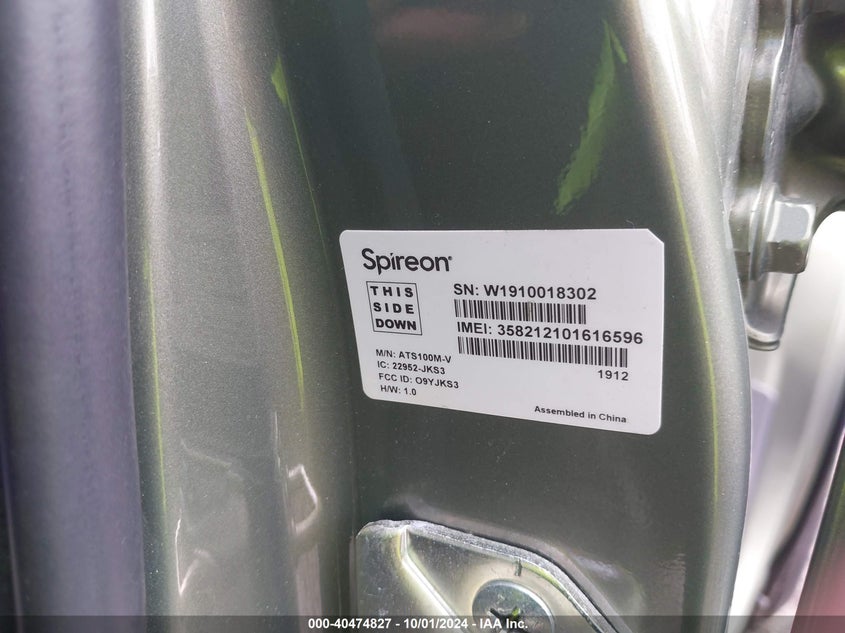 Spireon
THIS
SIDE
DOWN
SN: W1910018302
IMEI: 358212101616596
1912
M/N: ATS100M-V
IC: 22952-JKS3
FCC ID: O9YJKS3
H/W: 1.0
Assembled in China
000-40474827 - 10/01/2024 - IAA Inc.